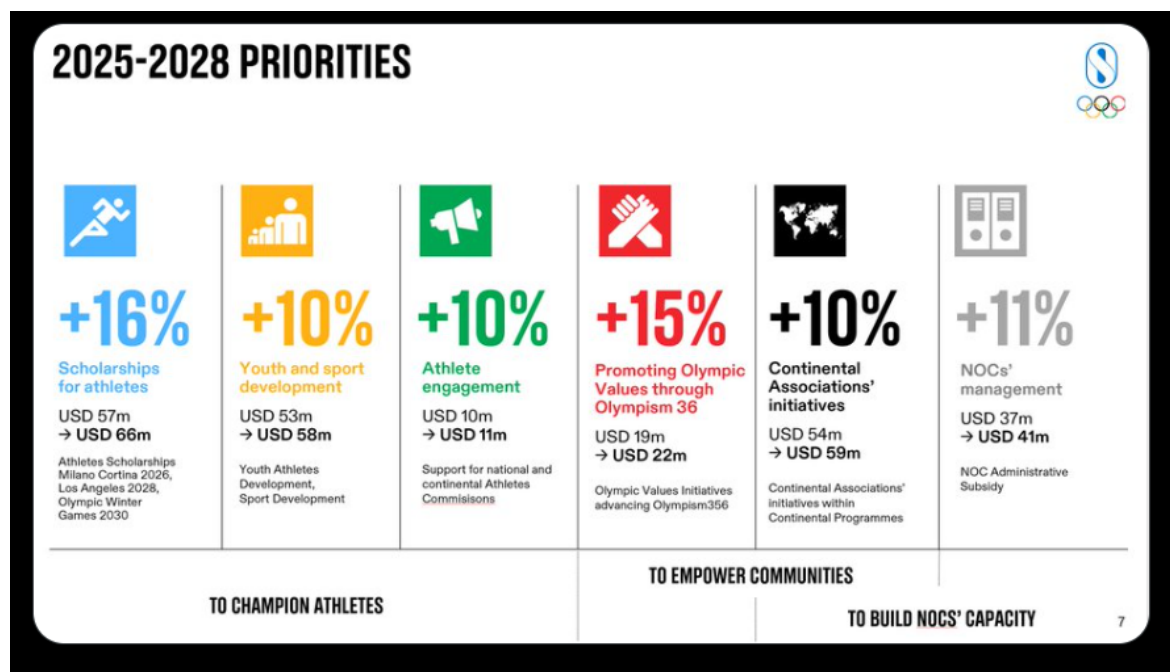 2025-2028 PRIORITIES
+16%
Scholarships
for athletes
USD 57m
→ USD 66m
Athletes Scholarships
Milano Cortina 2026,
Los Angeles 2028,
Olympic Winter
Games 2030
+10%
Youth and sport
development
USD 53m
→ USD 58m
Youth Athletes
Development,
Sport Development
+10%
Athlete
engagement
USD 10m
→ USD 11m
Support for national and
continental Athletes
Commisisons
+15%
Promoting Olympic
Values through
Olympism 36
USD 19m
→ USD 22m
Olympic Values Initiatives
advancing Olympism356
+10%
Continental
Associations'
initiatives
USD 54m
→ USD 59m
Continental Associations'
initiatives within
Continental Programmes
+11%
NOCs'
management
USD 37m
→ USD 41m
NOC Administrative
Subsidy
TO CHAMPION ATHLETES
TO EMPOWER COMMUNITIES
TO BUILD NOCS' CAPACITY
7